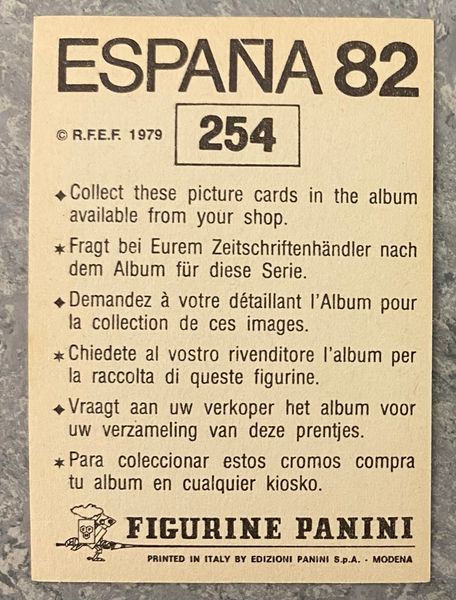 ESPAÑA 82
© R.F.E.F. 1979 254
✦Collect these picture cards in the album
available from your shop.
✶Fragt bei Eurem Zeitschriftenhändler nach
dem Album für diese Serie.
✦Demandez à votre détaillant l'Album pour
la collection de ces images.
✶Chiedete al vostro rivenditore l'album per
la raccolta di queste figurine.
✦Vraagt aan uw verkoper het album voor
uw verzameling van deze prentjes.
✶Para coleccionar estos cromos compra
tu album en cualquier kiosko.
FIGURINE PANINI
PRINTED IN ITALY BY EDIZIONI PANINI S.p.A. - MODENA